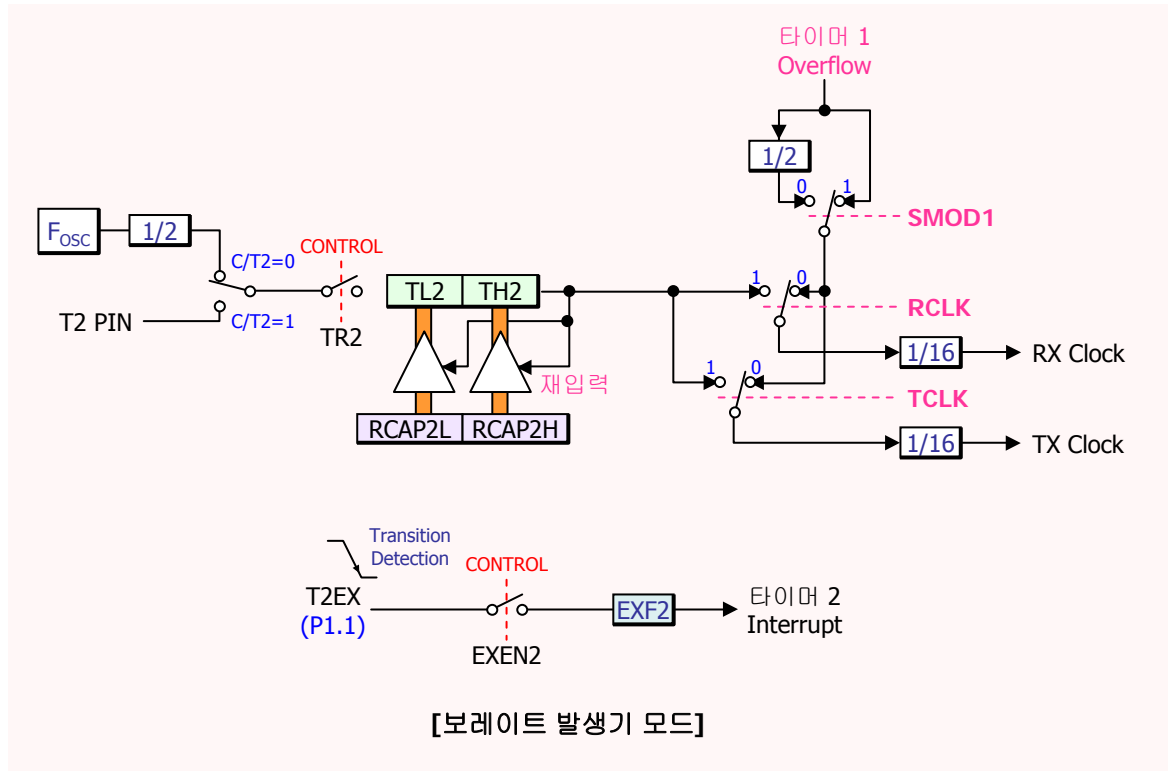 타이머 1
Overflow
1/2
0 1
SMOD1
FOSC
1/2
C/T2=0
CONTROL
T2 PIN
C/T2=1
TR2
TL2 TH2
1 0
RCLK
1/16
RX Clock
재입력
1 0
TCLK
RCAP2L RCAP2H
1/16
TX Clock
Transition
Detection
CONTROL
T2EX
(P1.1)
EXEN2
EXF2
타이머 2
Interrupt
[보레이트 발생기 모드]